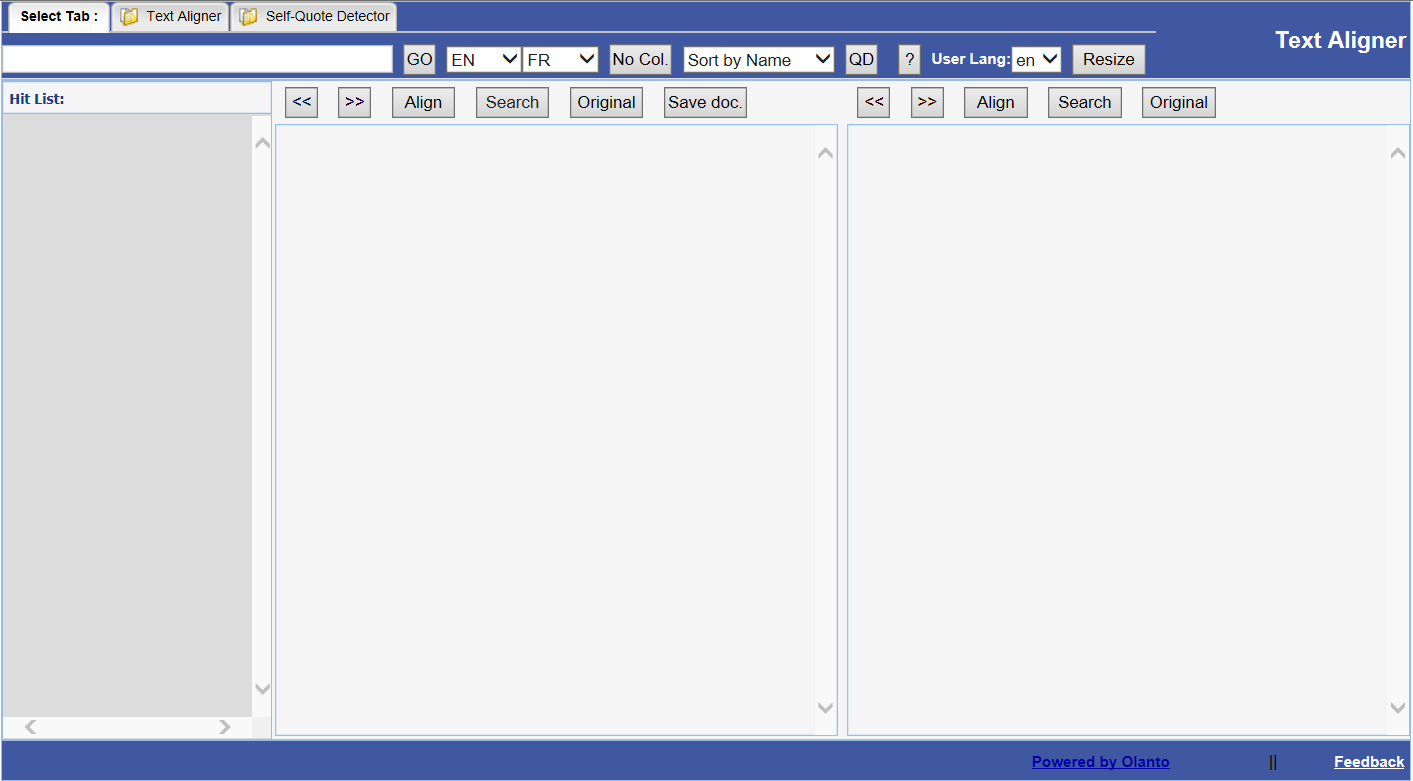 Select Tab : Text Aligner Self-Quote Detector
Text Aligner
GO EN FR No Col. Sort by Name QD ? User Lang: en Resize
Hit List: << >> Align Search Original Save doc. << >> Align Search Original
Powered by Olanto || Feedback